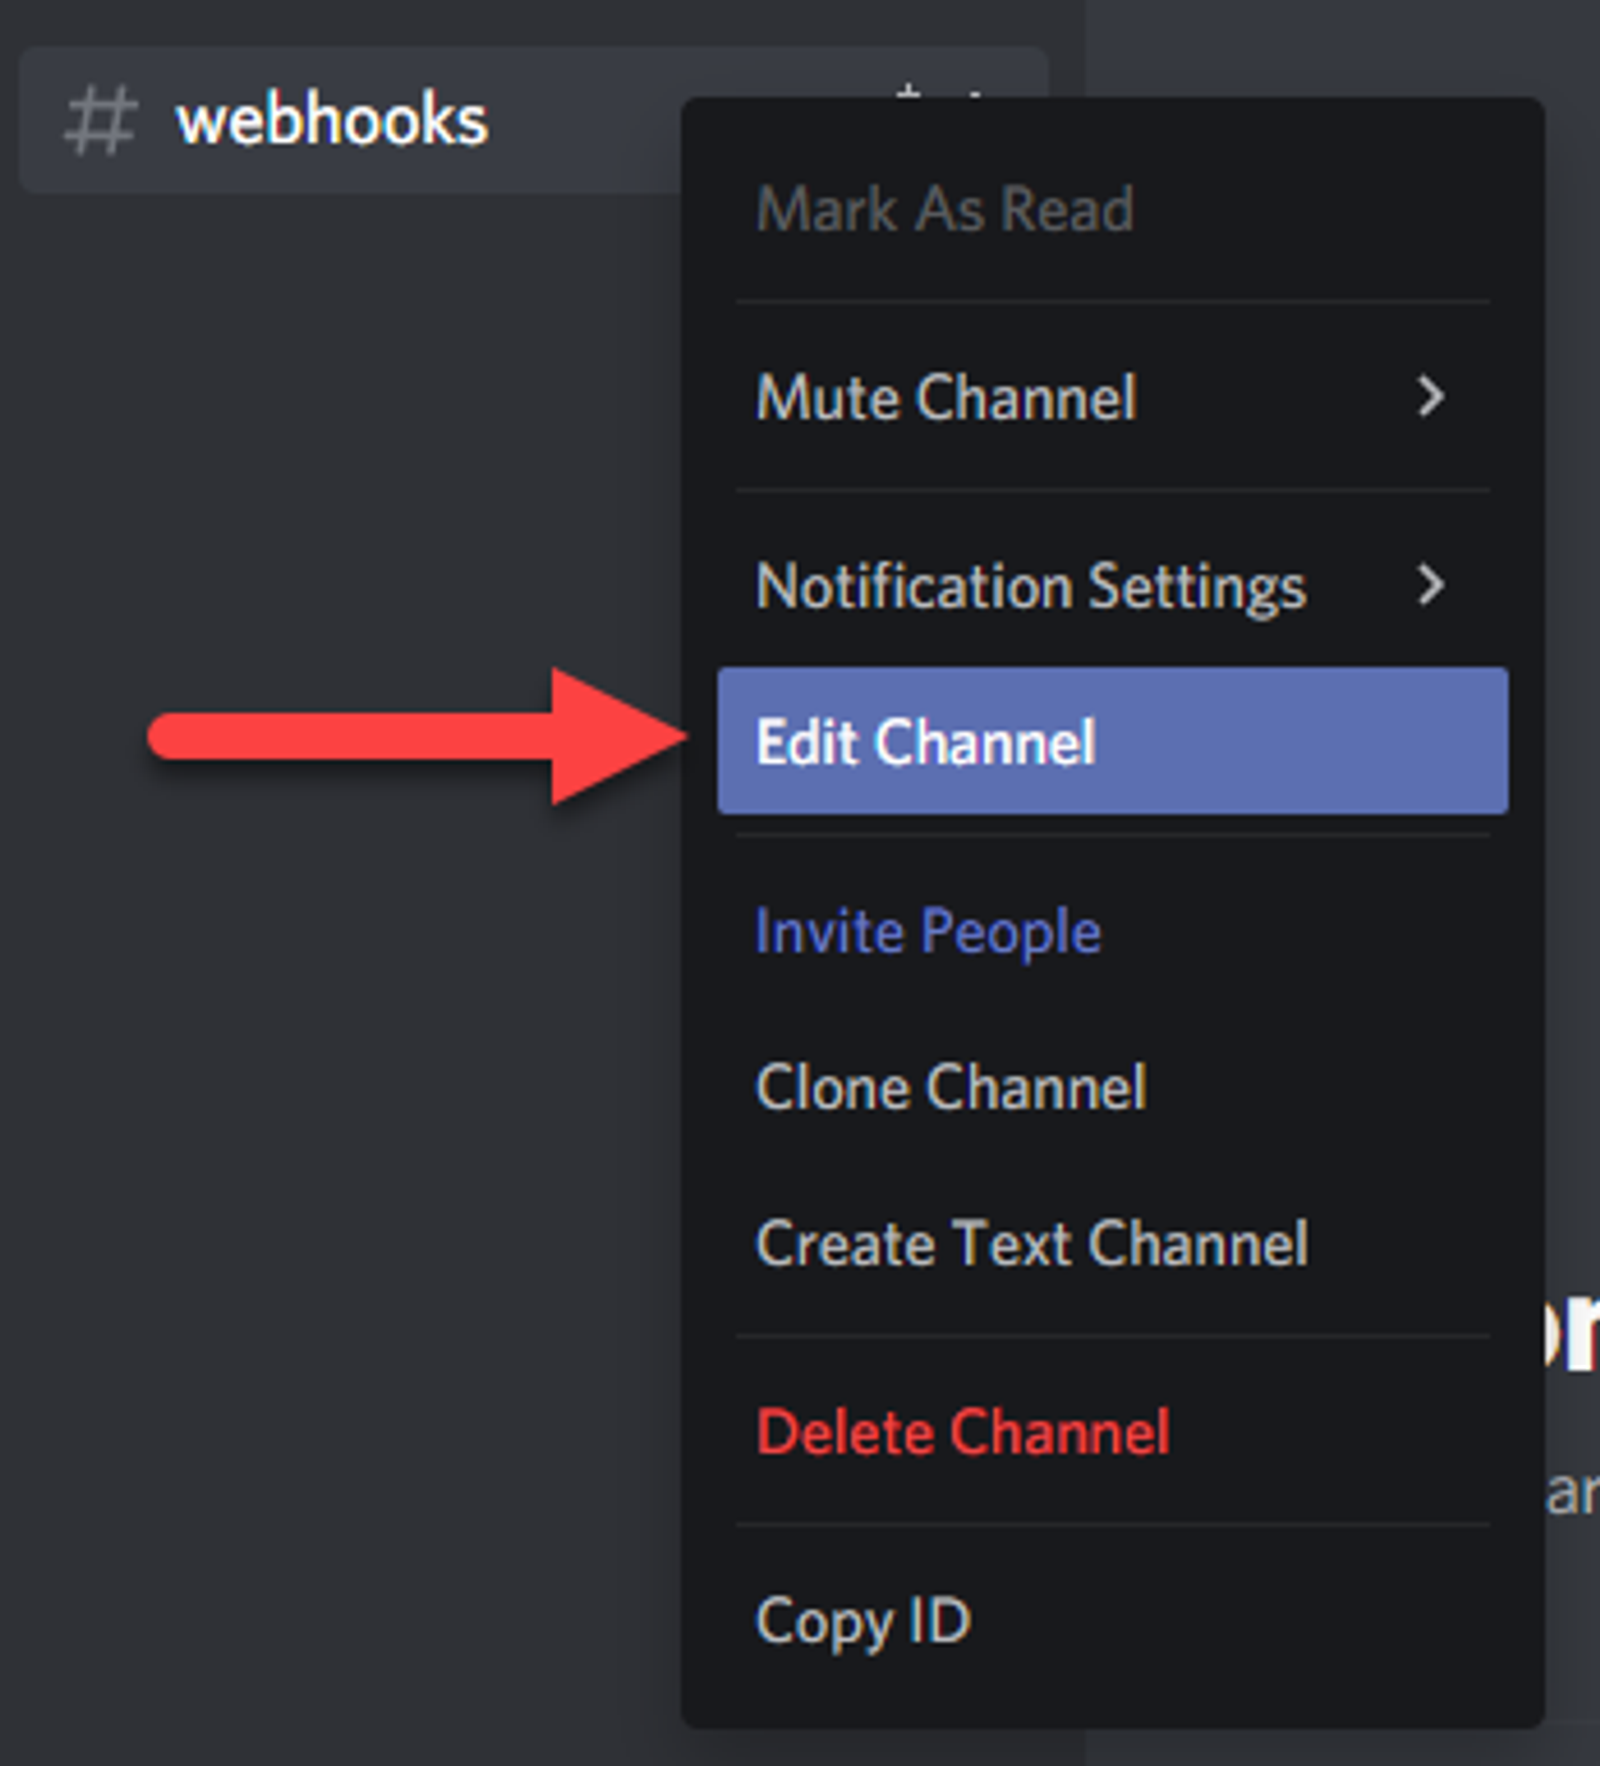 # webhooks
Mark As Read
Mute Channel
Notification Settings
Edit Channel
Invite People
Clone Channel
Create Text Channel
Delete Channel
Copy ID